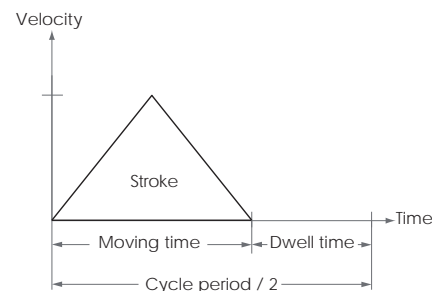 Velocity
Stroke
Time
Moving time
Dwell time
Cycle period / 2